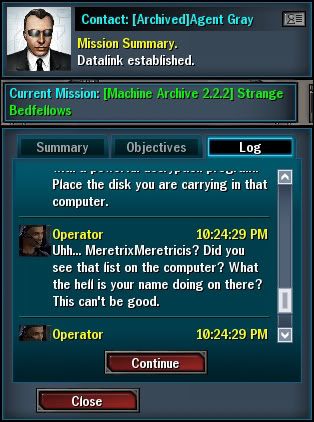 Contact: [Archived]Agent Gray
Mission Summary.
Datalink established.
Current Mission: [Machine Archive 2.2.2] Strange
Bedfellows
Summary
Objectives
Log
Place the disk you are carrying in that
computer.
Operator 10:24:29 PM
Uhh... MeretrixMeretricis? Did you
see that list on the computer? What
the hell is your name doing on there?
This can't be good.
Operator 10:24:29 PM
Continue
Close